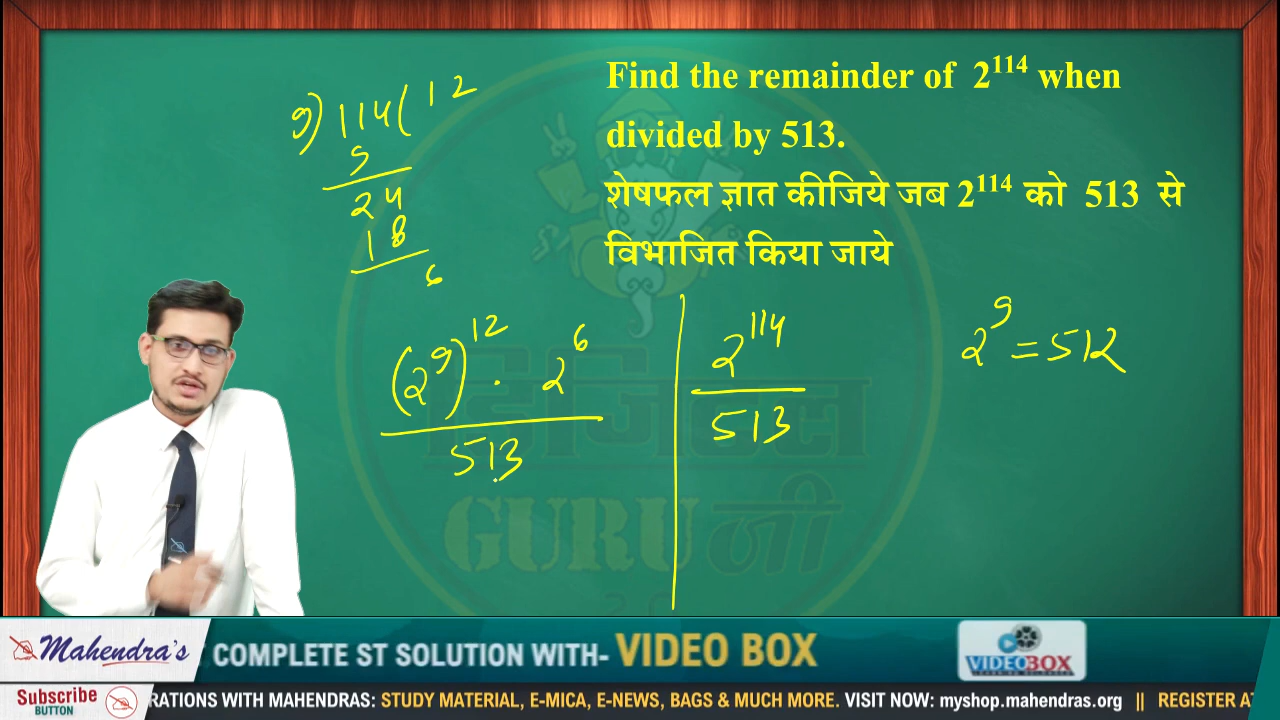 Find the remainder of 2¹¹⁴ when
divided by 513.
शेषफल ज्ञात कीजिये जब 2¹¹⁴ को 513 से
विभाजित किया जाये
9) 114 ( 12
9
24
18
6
(2⁹)¹² . 2⁶
513
2¹¹⁴
513
2⁹ = 512
डिजिटल
GURU जी
Mahendra's
COMPLETE ST SOLUTION WITH- VIDEO BOX
VIDEOBOX
Subscribe
BUTTON
RATIONS WITH MAHENDRAS: STUDY MATERIAL, E-MICA, E-NEWS, BAGS & MUCH MORE. VISIT NOW: myshop.mahendras.org || REGISTER AT